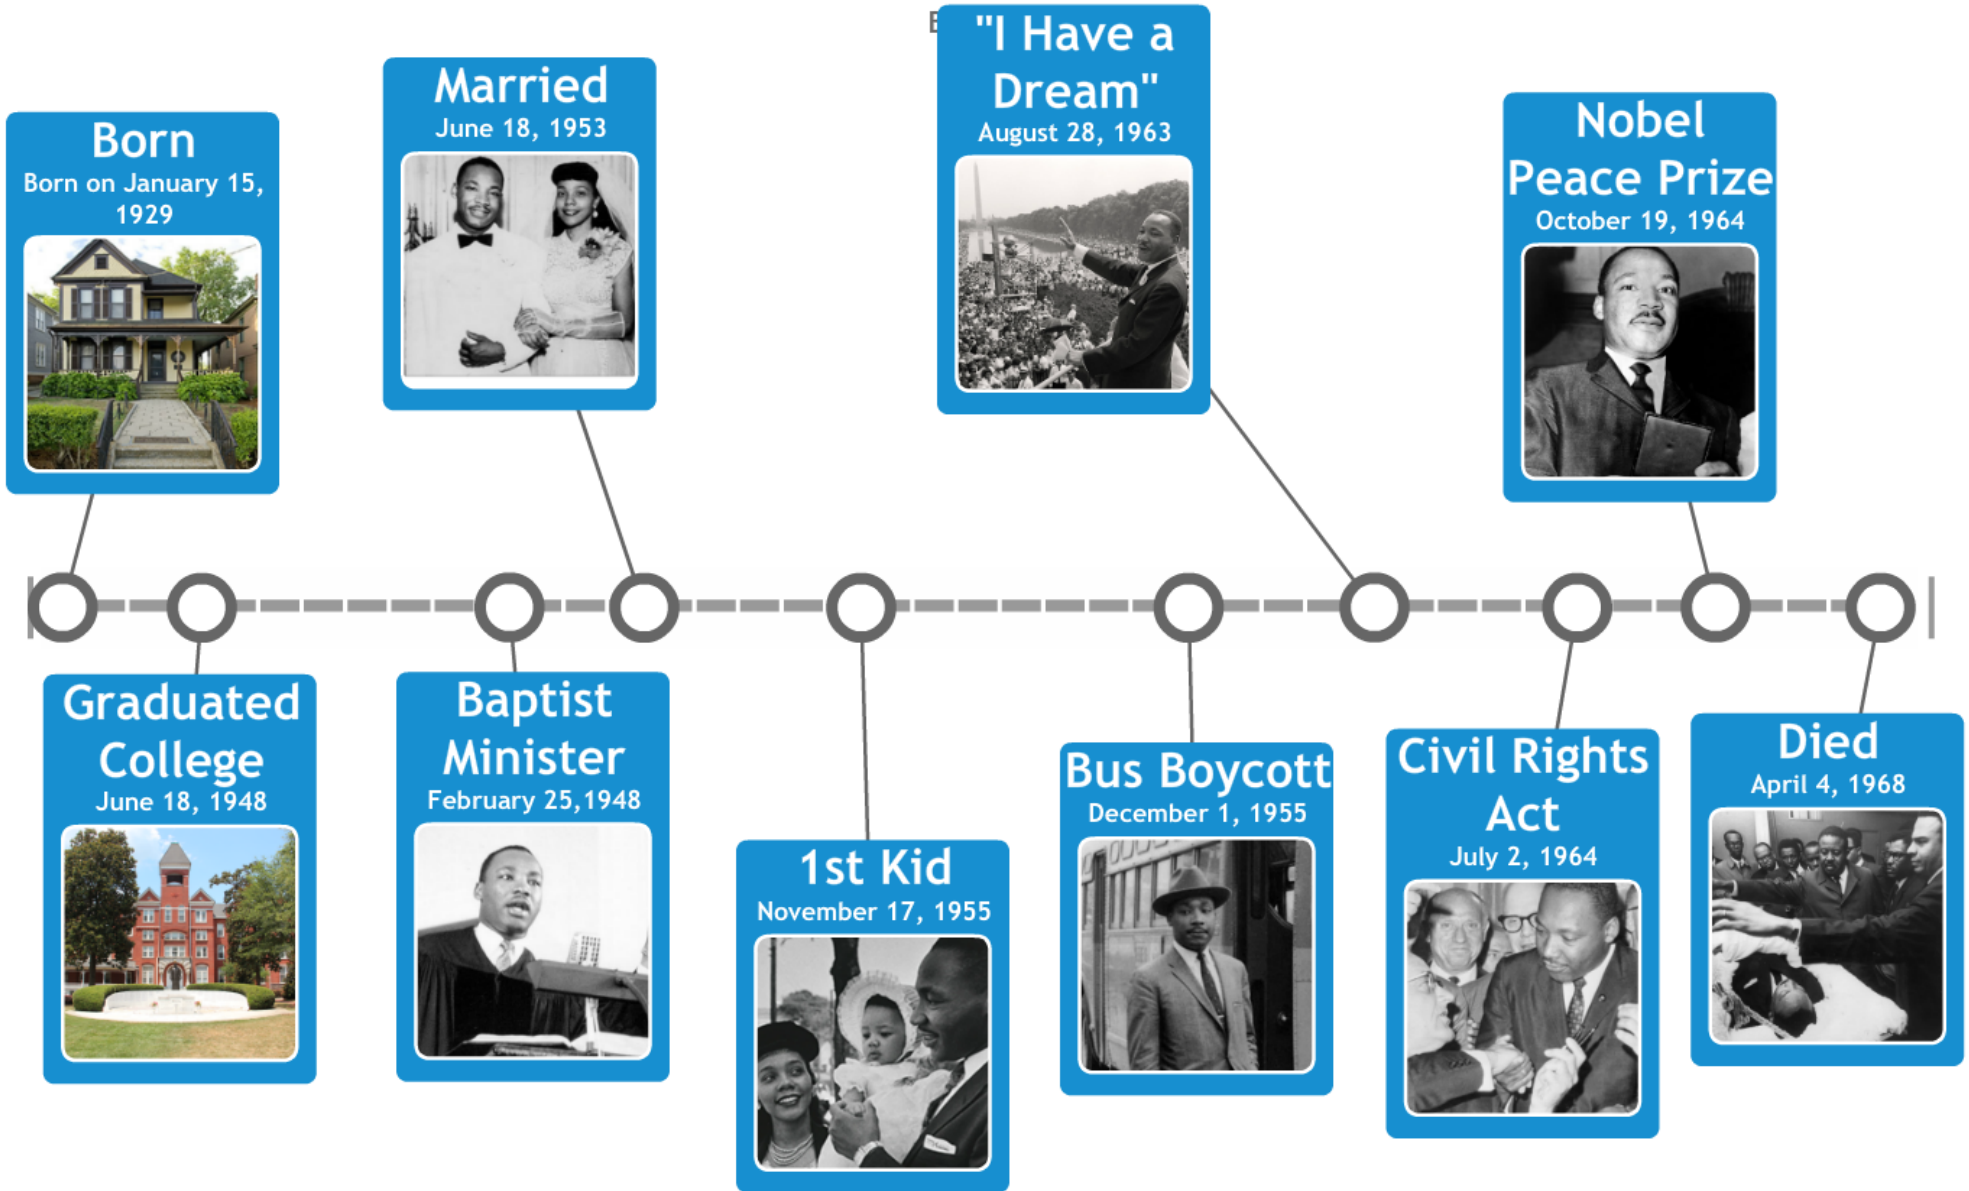 Born
Born on January 15,
1929
Graduated
College
June 18, 1948
Baptist
Minister
February 25,1948
Married
June 18, 1953
1st Kid
November 17, 1955
Bus Boycott
December 1, 1955
"I Have a
Dream"
August 28, 1963
Civil Rights
Act
July 2, 1964
Nobel
Peace Prize
October 19, 1964
Died
April 4, 1968